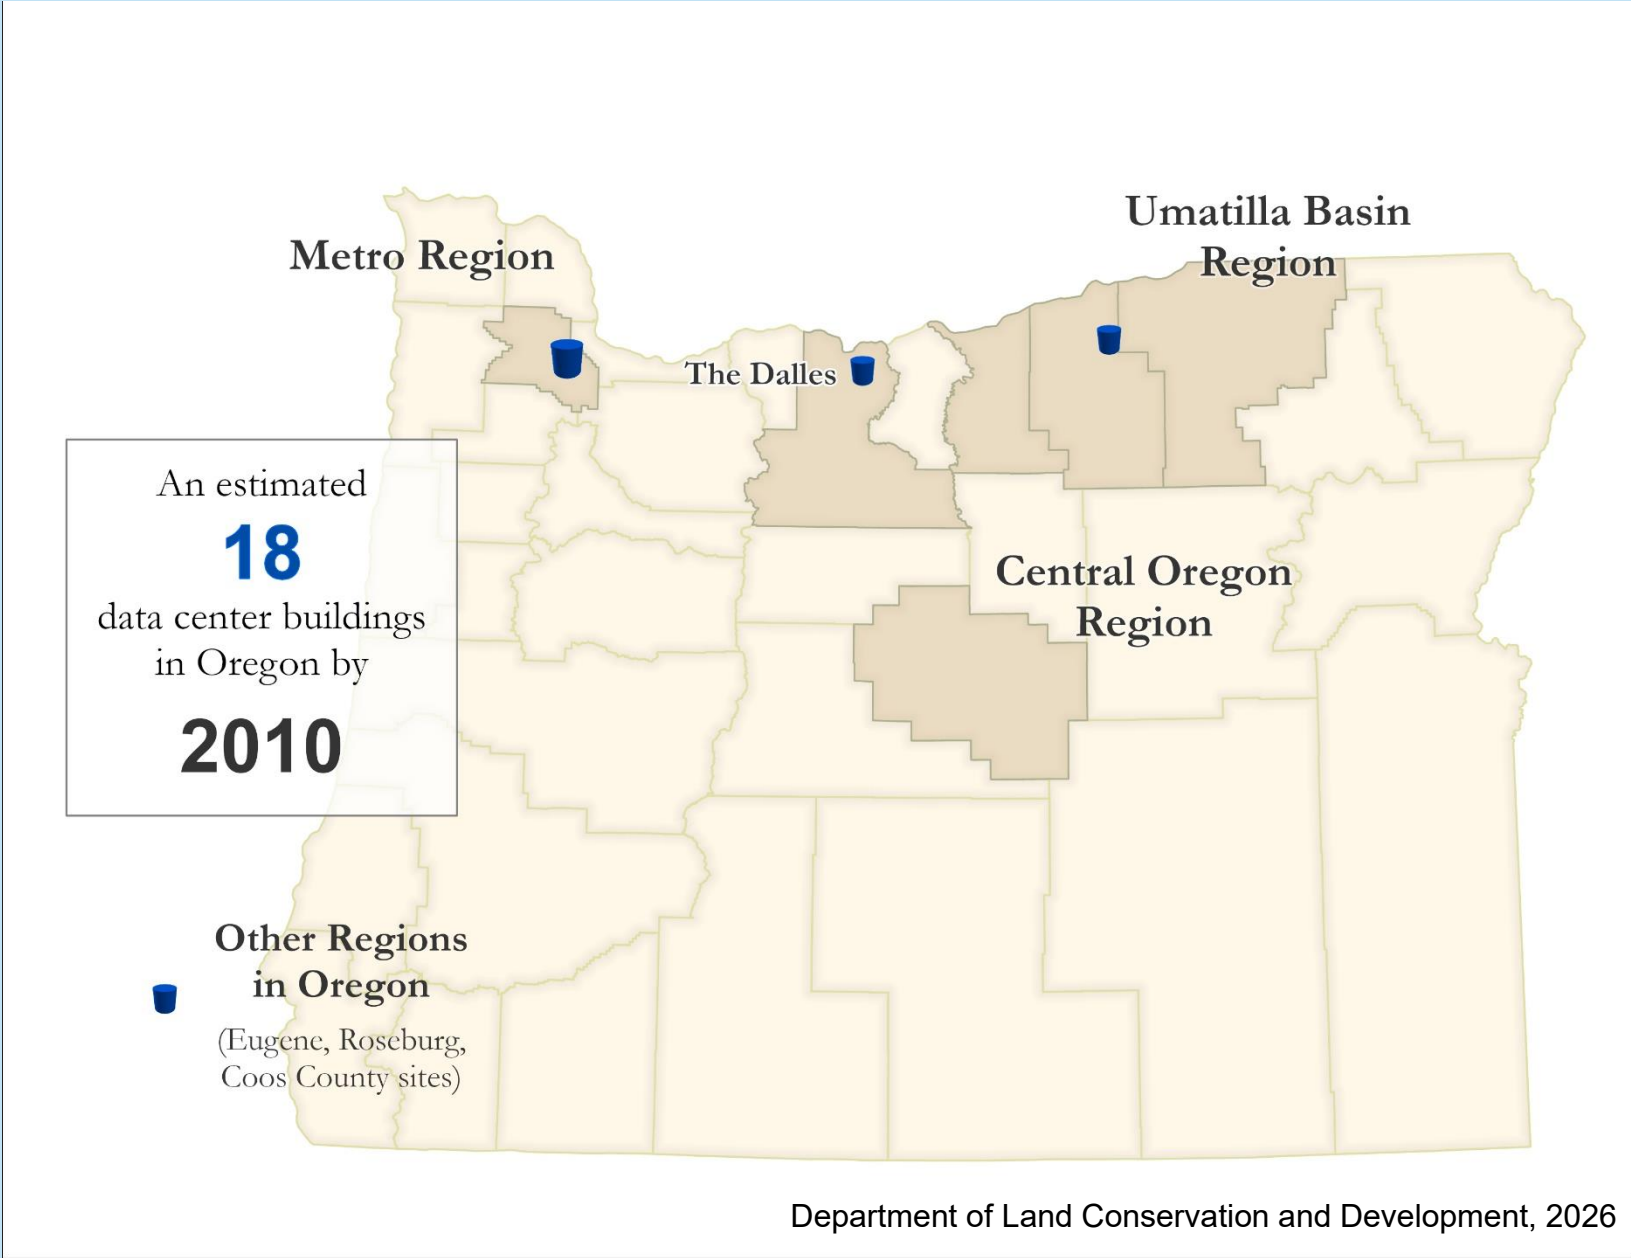 Umatilla Basin
Region
Metro Region
The Dalles
An estimated
18
data center buildings
in Oregon by
2010
Central Oregon
Region
Other Regions
in Oregon
(Eugene, Roseburg,
Coos County sites)
Department of Land Conservation and Development, 2026